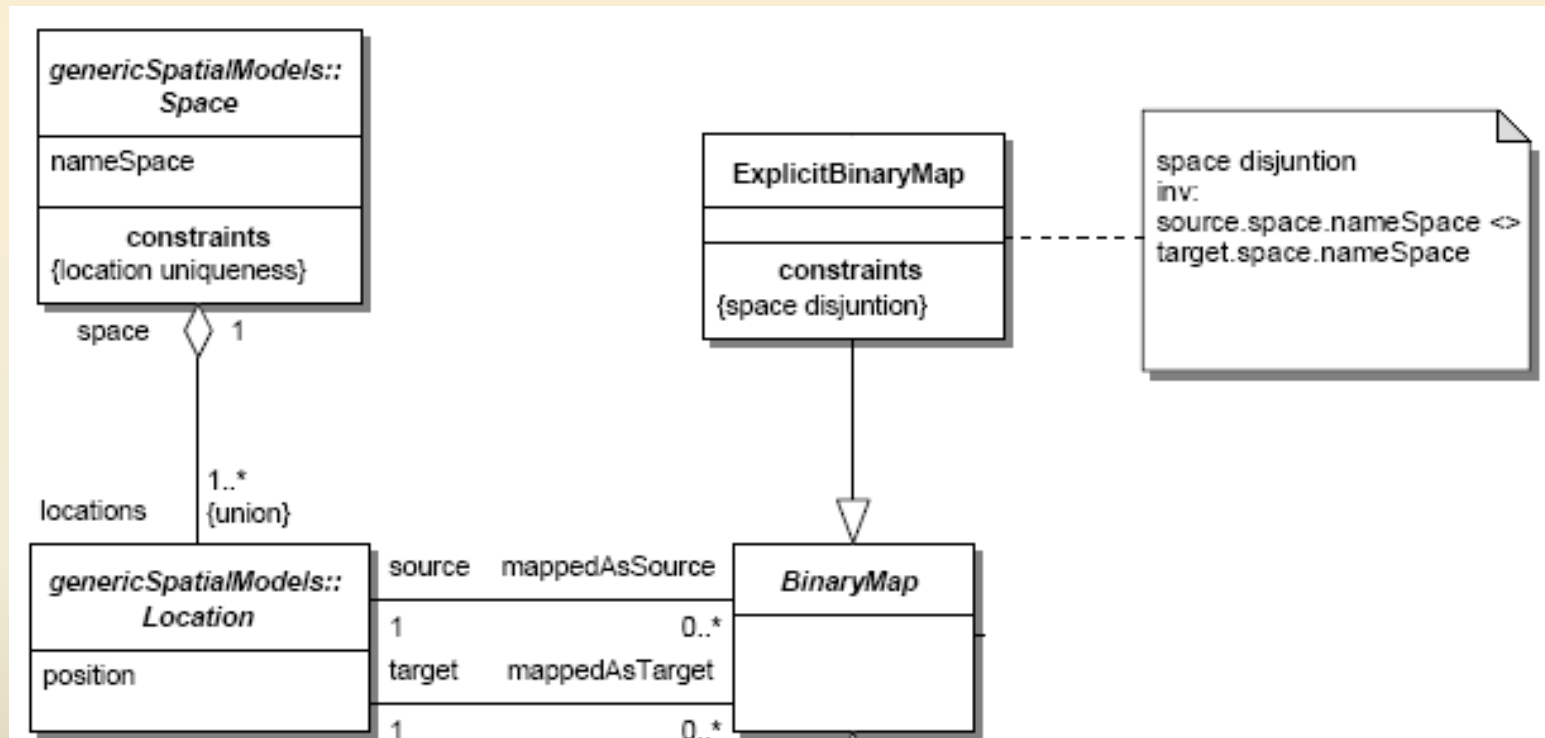 genericSpatialModels::
Space
nameSpace
constraints
{location uniqueness}
space
1
1..*
locations
{union}
genericSpatialModels::
Location
position
source
mappedAsSource
1
0..*
target
mappedAsTarget
1
0..*
ExplicitBinaryMap
constraints
{space disjuntion}
BinaryMap
space disjuntion
inv:
source.space.nameSpace <>
target.space.nameSpace